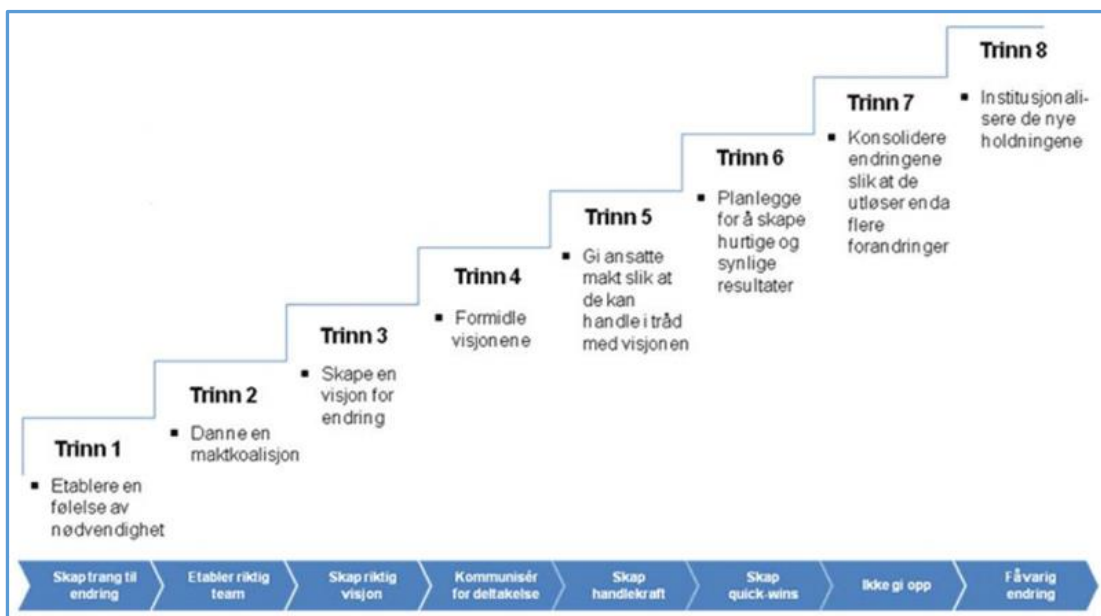 Trinn 1
Etablere en
følelse av
nødvendighet
Trinn 2
Danne en
maktkoalisjon
Trinn 3
Skape en
visjon for
endring
Trinn 4
Formidle
visjonene
Trinn 5
Gi ansatte
makt slik at
de kan
handle i tråd
med visjonen
Trinn 6
Planlegge
for å skape
hurtige og
synlige
resultater
Trinn 7
Konsolidere
endringene
slik at de
utløser enda
flere
forandringer
Trinn 8
Institusjonali-
sere de nye
holdningene
Skap trang til
endring
Etabler riktig
team
Skap riktig
visjon
Kommunisér
for deltakelse
Skap
handlekraft
Skap
quick-wins
Ikke gi opp
Få varig
endring